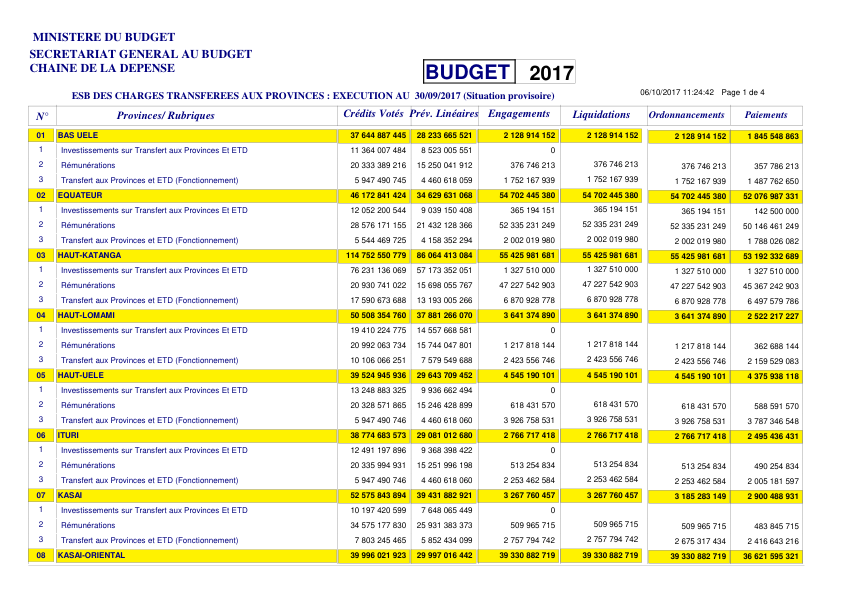 MINISTERE DU BUDGET
SECRETARIAT GENERAL AU BUDGET
CHAINE DE LA DEPENSE
BUDGET 2017
ESB DES CHARGES TRANSFEREES AUX PROVINCES : EXECUTION AU 30/09/2017 (Situation provisoire)
06/10/2017 11:24:42 Page 1 de 4
N° Provinces/ Rubriques Crédits Votés Prév. Linéaires Engagements Liquidations Ordonnancements Paiements
01 BAS UELE 37 644 887 445 28 233 665 521 2 128 914 152 2 128 914 152 2 128 914 152 1 845 548 863
1 Investissements sur Transfert aux Provinces Et ETD 11 364 007 484 8 523 005 551 0
2 Rémunérations 20 333 389 216 15 250 041 912 376 746 213 376 746 213 376 746 213 357 786 213
3 Transfert aux Provinces et ETD (Fonctionnement) 5 947 490 745 4 460 618 059 1 752 167 939 1 752 167 939 1 752 167 939 1 487 762 650
02 EQUATEUR 46 172 841 424 34 629 631 068 54 702 445 380 54 702 445 380 54 702 445 380 52 076 987 331
1 Investissements sur Transfert aux Provinces Et ETD 12 052 200 544 9 039 150 408 365 194 151 365 194 151 365 194 151 142 500 000
2 Rémunérations 28 576 171 155 21 432 128 366 52 335 231 249 52 335 231 249 52 335 231 249 50 146 461 249
3 Transfert aux Provinces et ETD (Fonctionnement) 5 544 469 725 4 158 352 294 2 002 019 980 2 002 019 980 2 002 019 980 1 788 026 082
03 HAUT-KATANGA 114 752 550 779 86 064 413 084 55 425 981 681 55 425 981 681 55 425 981 681 53 192 332 689
1 Investissements sur Transfert aux Provinces Et ETD 76 231 136 069 57 173 352 051 1 327 510 000 1 327 510 000 1 327 510 000 1 327 510 000
2 Rémunérations 20 930 741 022 15 698 055 767 47 227 542 903 47 227 542 903 47 227 542 903 45 367 242 903
3 Transfert aux Provinces et ETD (Fonctionnement) 17 590 673 688 13 193 005 266 6 870 928 778 6 870 928 778 6 870 928 778 6 497 579 786
04 HAUT-LOMAMI 50 508 354 760 37 881 266 070 3 641 374 890 3 641 374 890 3 641 374 890 2 522 217 227
1 Investissements sur Transfert aux Provinces Et ETD 19 410 224 775 14 557 668 581 0
2 Rémunérations 20 992 063 734 15 744 047 801 1 217 818 144 1 217 818 144 1 217 818 144 362 688 144
3 Transfert aux Provinces et ETD (Fonctionnement) 10 106 066 251 7 579 549 688 2 423 556 746 2 423 556 746 2 423 556 746 2 159 529 083
05 HAUT-UELE 39 524 945 936 29 643 709 452 4 545 190 101 4 545 190 101 4 545 190 101 4 375 938 118
1 Investissements sur Transfert aux Provinces Et ETD 13 248 883 325 9 936 662 494 0
2 Rémunérations 20 328 571 865 15 246 428 899 618 431 570 618 431 570 618 431 570 588 591 570
3 Transfert aux Provinces et ETD (Fonctionnement) 5 947 490 746 4 460 618 060 3 926 758 531 3 926 758 531 3 926 758 531 3 787 346 548
06 ITURI 38 774 683 573 29 081 012 680 2 766 717 418 2 766 717 418 2 766 717 418 2 495 436 431
1 Investissements sur Transfert aux Provinces Et ETD 12 491 197 896 9 368 398 422 0
2 Rémunérations 20 335 994 931 15 251 996 198 513 254 834 513 254 834 513 254 834 490 254 834
3 Transfert aux Provinces et ETD (Fonctionnement) 5 947 490 746 4 460 618 060 2 253 462 584 2 253 462 584 2 253 462 584 2 005 181 597
07 KASAI 52 575 843 894 39 431 882 921 3 267 760 457 3 267 760 457 3 185 283 149 2 900 488 931
1 Investissements sur Transfert aux Provinces Et ETD 10 197 420 599 7 648 065 449 0
2 Rémunérations 34 575 177 830 25 931 383 373 509 965 715 509 965 715 509 965 715 483 845 715
3 Transfert aux Provinces et ETD (Fonctionnement) 7 803 245 465 5 852 434 099 2 757 794 742 2 757 794 742 2 675 317 434 2 416 643 216
08 KASAI-ORIENTAL 39 996 021 923 29 997 016 442 39 330 882 719 39 330 882 719 39 330 882 719 36 621 595 321